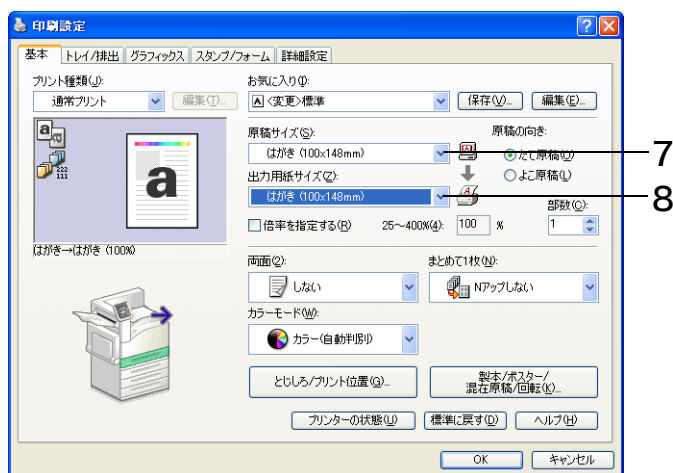 印刷設定
基本 トレイ/排出 グラフィックス スタンプ/フォーム 詳細設定
プリント種類(J):
通常プリント 編集(T)...
お気に入り(I):
A <変更>標準 保存(V)... 編集(E)...
a
222
111
a
はがき→はがき (100%)
原稿サイズ(S):
はがき (100x148mm)
7
出力用紙サイズ(Z):
はがき (100x148mm)
8
原稿の向き:
たて原稿(O)
よこ原稿(L)
倍率を指定する(R) 25~400%(4): 100 %
部数(C):
1
両面(2):
しない
まとめて1枚(N):
Nアップしない
カラーモード(W):
カラー(自動判別)
とじしろ/プリント位置(G)...
製本/ポスター/
混在原稿/回転(K)...
プリンターの状態(U) 標準に戻す(D) ヘルプ(H)
OK キャンセル